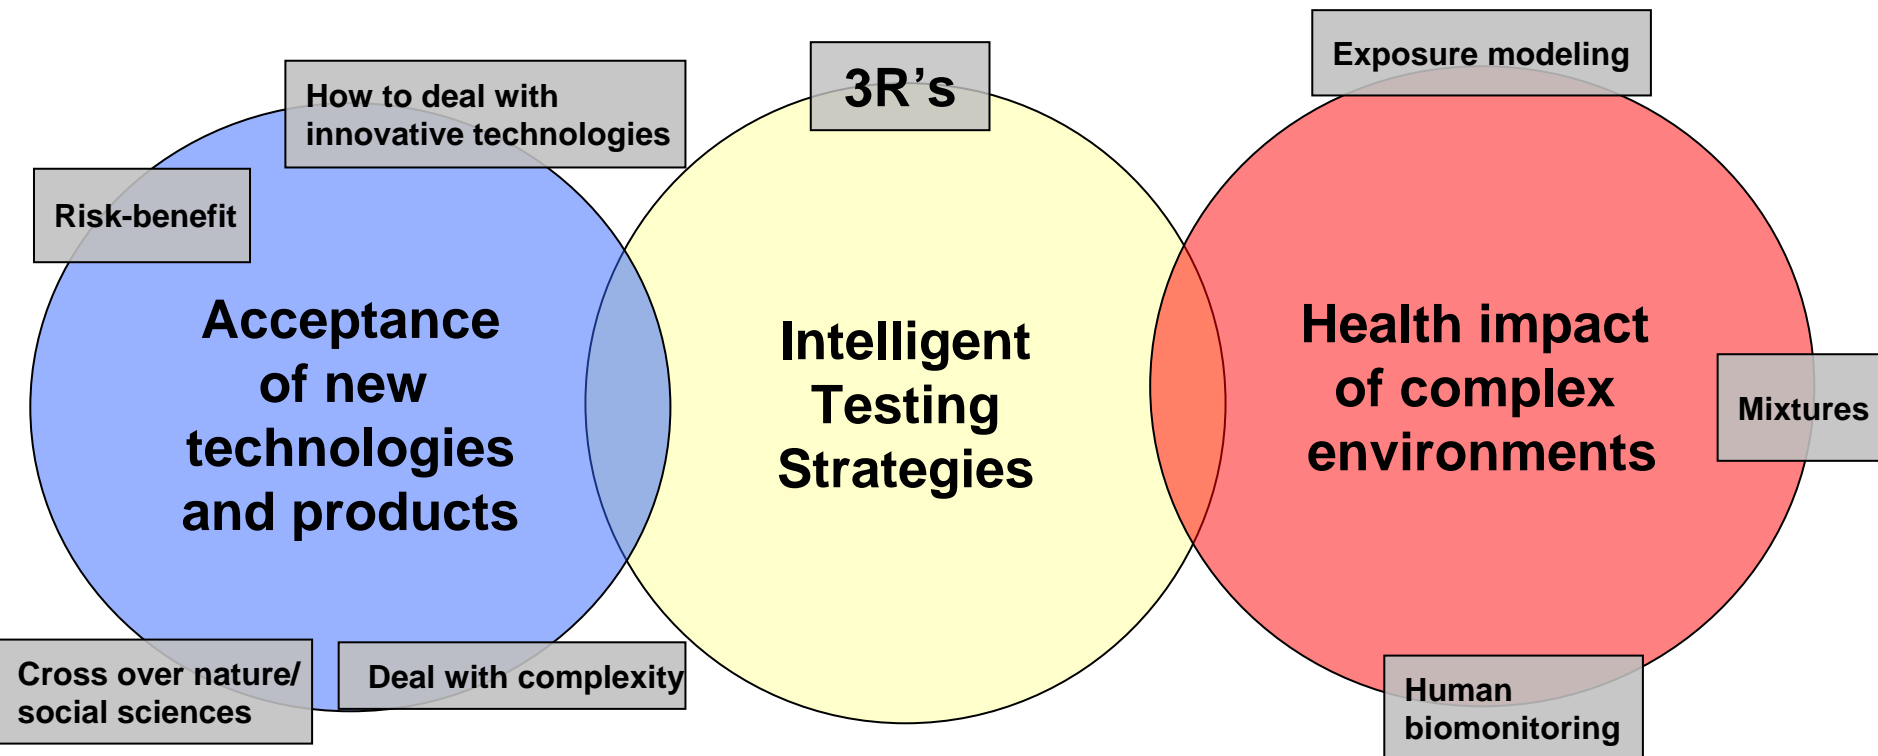 How to deal with
innovative technologies
Risk-benefit
Acceptance
of new
technologies
and products
Cross over nature/
social sciences
Deal with complexity
3R’s
Intelligent
Testing
Strategies
Exposure modeling
Health impact
of complex
environments
Mixtures
Human
biomonitoring